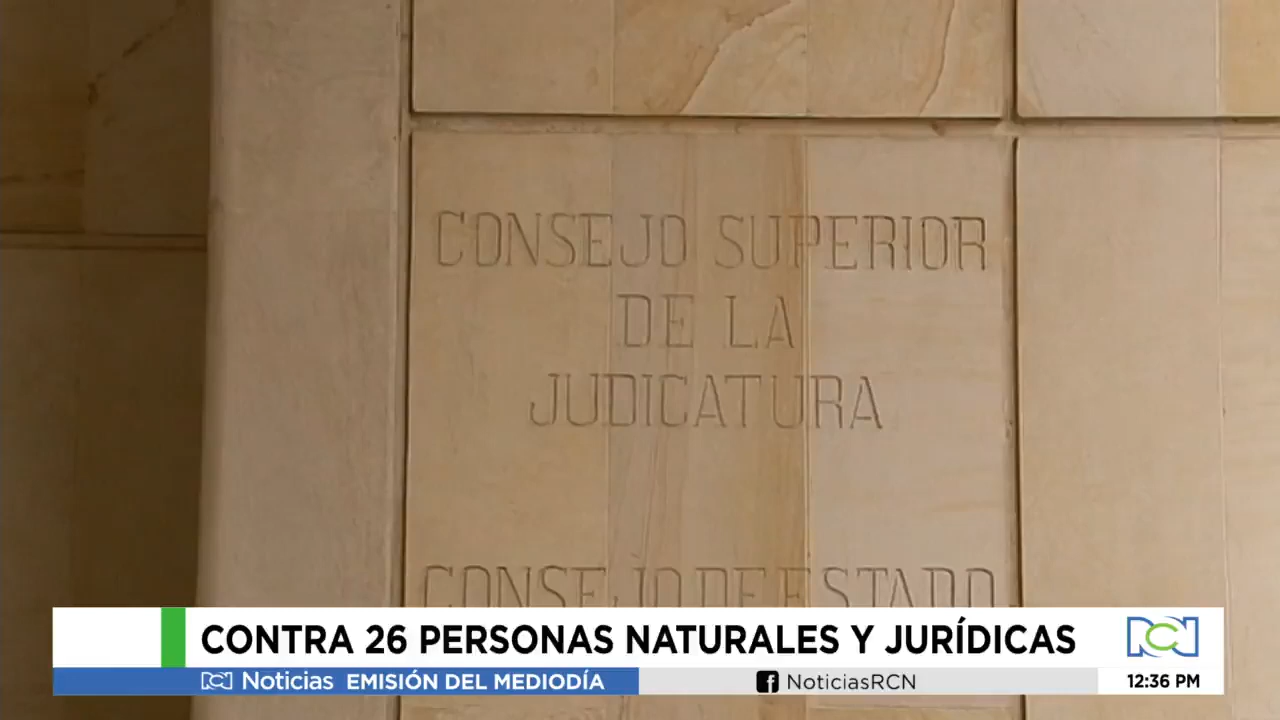 CONSEJO SUPERIOR
DE LA
JUDICATURA
CONSEJO DE ESTADO
CONTRA 26 PERSONAS NATURALES Y JURÍDICAS
RCN
RCN Noticias EMISIÓN DEL MEDIODÍA
NoticiasRCN
12:36 PM